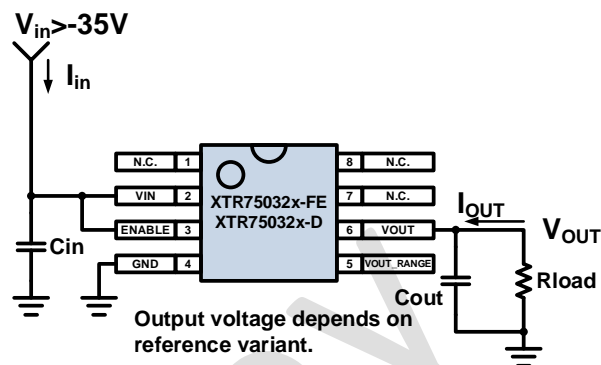 Vin>-35V
Iin
N.C. 1
8 N.C.
VIN 2
7 N.C.
XTR75032x-FE
XTR75032x-D
ENABLE 3
6 VOUT
IOUT
VOUT
GND 4
5 VOUT_RANGE
Cin
Cout
Rload
Output voltage depends on
reference variant.